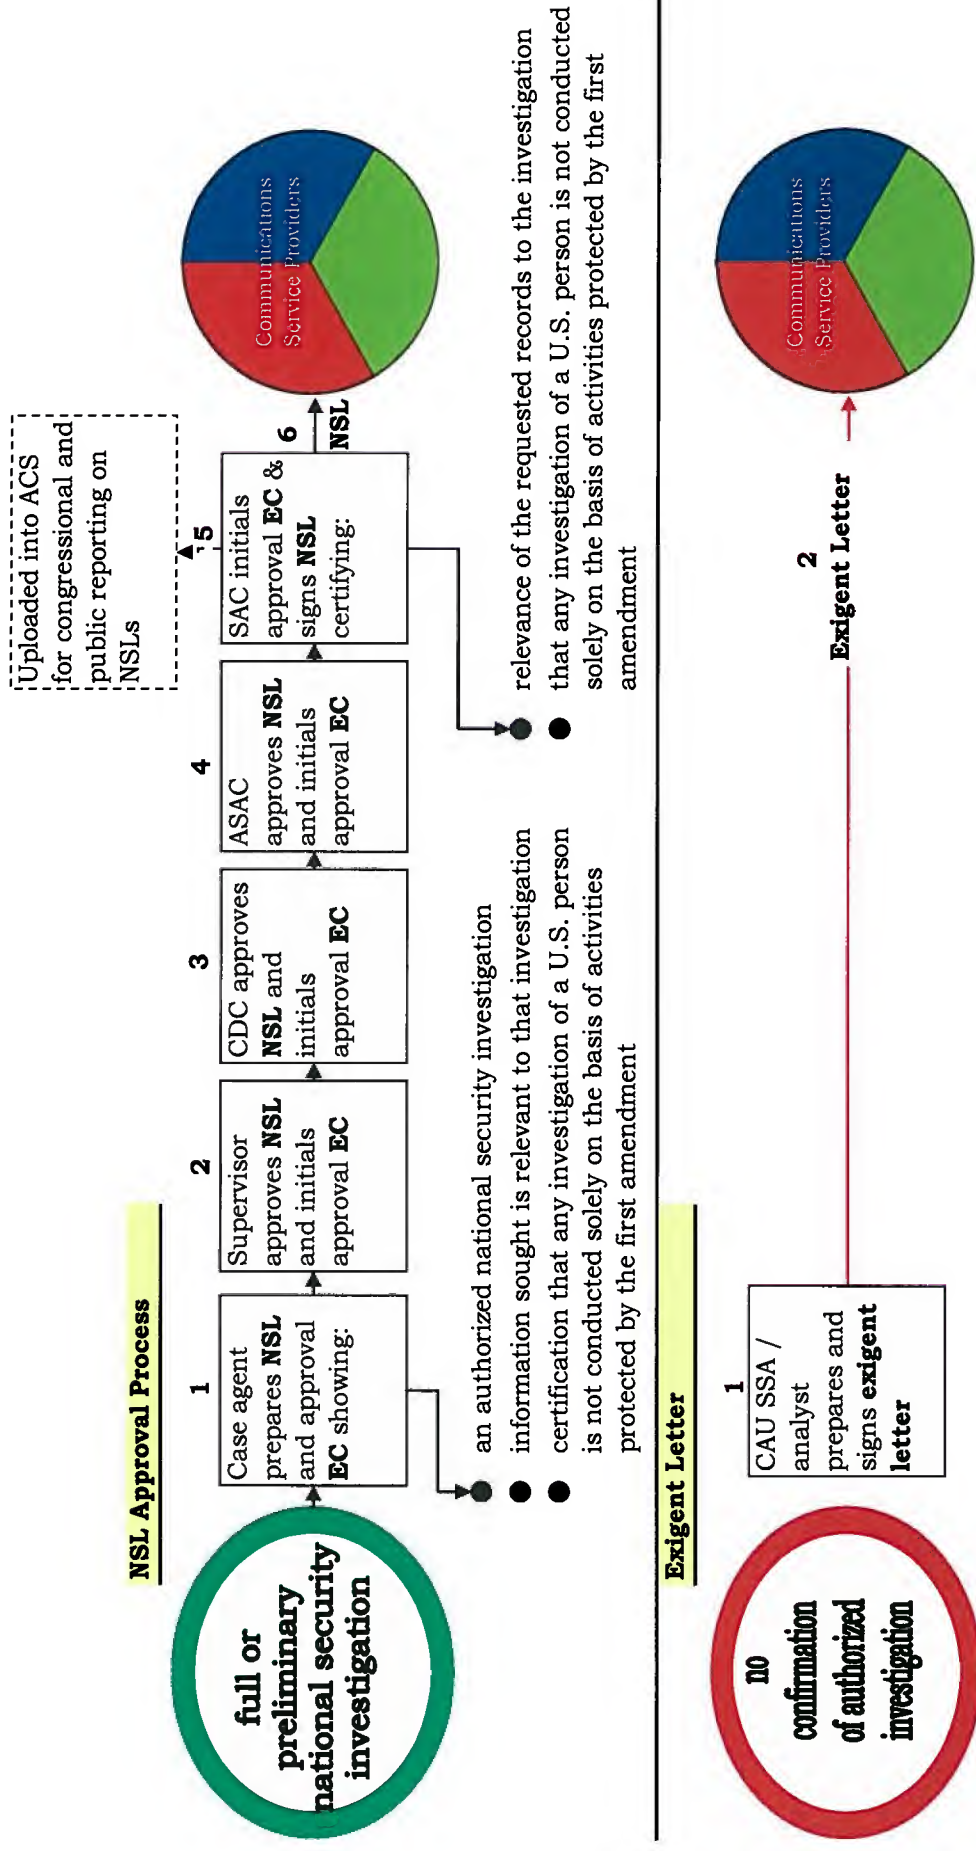 NSL Approval Process
full or
preliminary
national security
investigation
1
Case agent
prepares NSL
and approval
EC showing:
an authorized national security investigation
information sought is relevant to that investigation
certification that any investigation of a U.S. person
is not conducted solely on the basis of activities
protected by the first amendment
2
Supervisor
approves NSL
and initials
approval EC
3
CDC approves
NSL and
initials
approval EC
4
ASAC
approves NSL
and initials
approval EC
5
SAC initials
approval EC &
signs NSL
certifying:
relevance of the requested records to the investigation
that any investigation of a U.S. person is not conducted
solely on the basis of activities protected by the first
amendment
Uploaded into ACS
for congressional and
public reporting on
NSLs
6
NSL
Communications
Service Providers
Exigent Letter
no
confirmation
of authorized
investigation
1
CAU SSA /
analyst
prepares and
signs exigent
letter
2
Exigent Letter
Communications
Service Providers